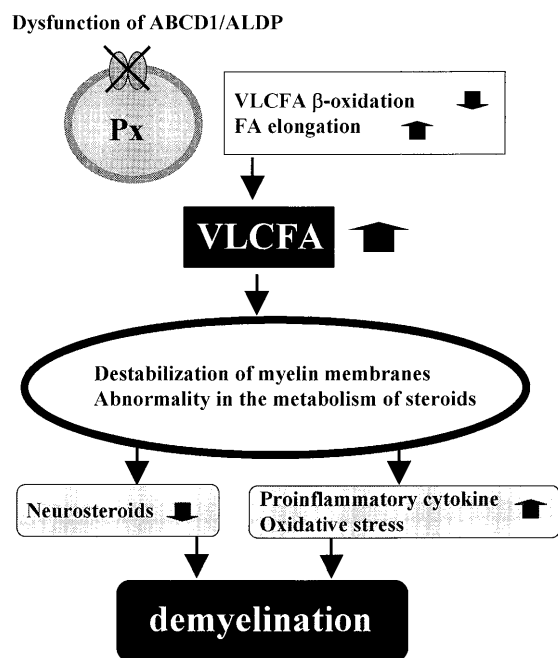 Dysfunction of ABCD1/ALDP
Px
VLCFA β-oxidation
FA elongation
VLCFA
Destabilization of myelin membranes
Abnormality in the metabolism of steroids
Neurosteroids
Proinflammatory cytokine
Oxidative stress
demyelination